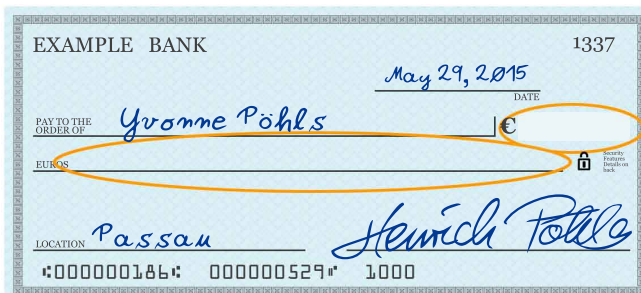 EXAMPLE BANK 1337
May 29, 2015
DATE
PAY TO THE
ORDER OF Yvonne Pöhls €
EUROS
Security
Features
Details on
back
LOCATION Passau Henrich Pöhls
⑆000000186⑆ 000000529⑈ 1000